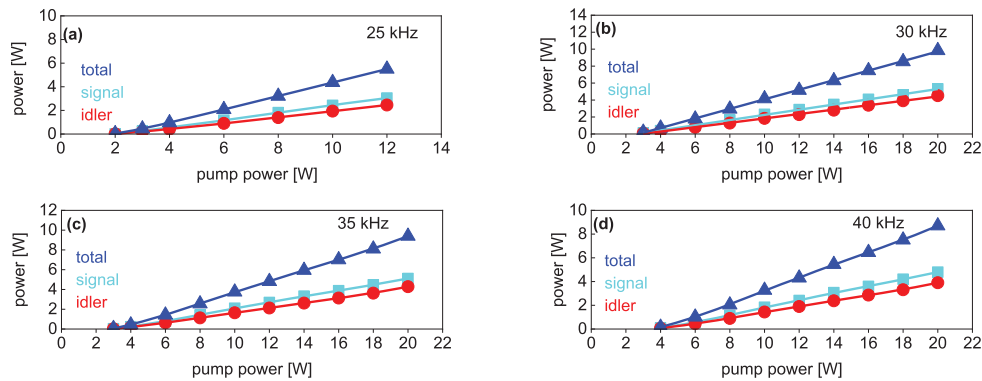 (a) 25 kHz
total
signal
idler
power [W]
0 2 4 6 8 10
0 2 4 6 8 10 12 14
pump power [W]
(b) 30 kHz
total
signal
idler
power [W]
0 2 4 6 8 10 12 14
0 2 4 6 8 10 12 14 16 18 20 22
pump power [W]
(c) 35 kHz
total
signal
idler
power [W]
0 2 4 6 8 10 12
0 2 4 6 8 10 12 14 16 18 20 22
pump power [W]
(d) 40 kHz
total
signal
idler
power [W]
0 2 4 6 8 10
0 2 4 6 8 10 12 14 16 18 20 22
pump power [W]